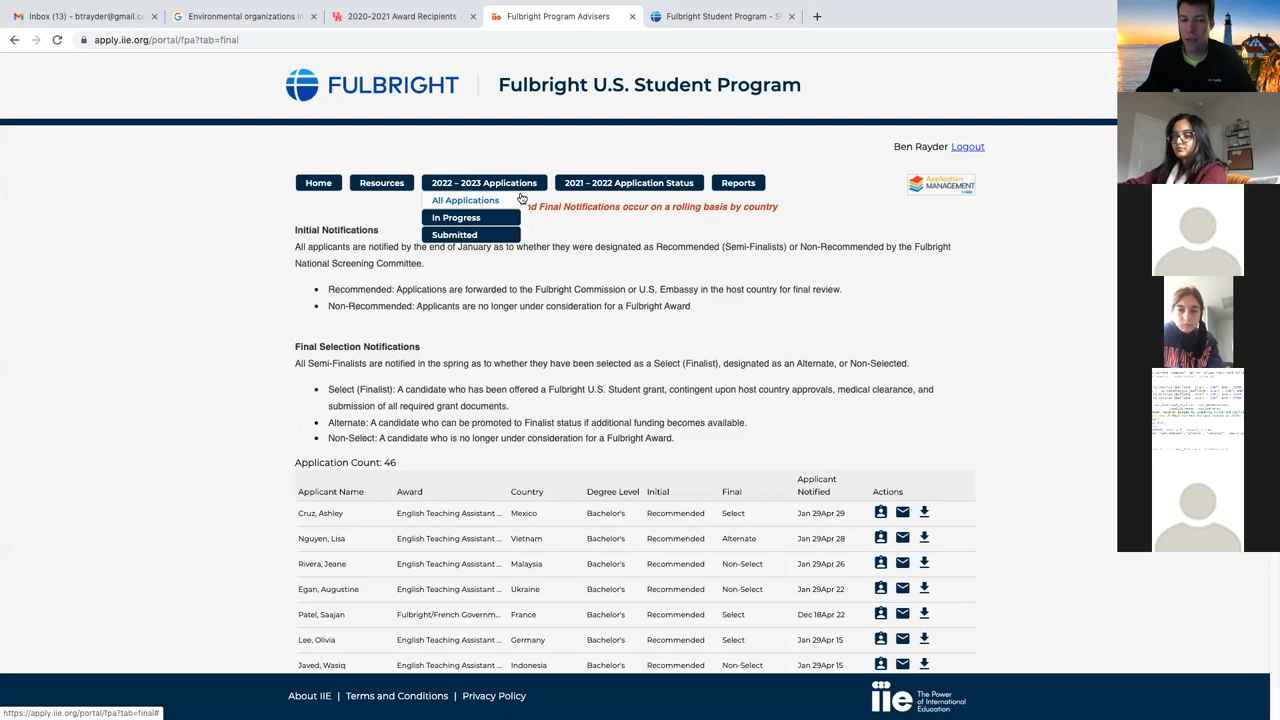 Inbox (13) - btrayder@gmail.co
Environmental organizations in
2020-2021 Award Recipients -
Fulbright Program Advisers
Fulbright Student Program - S
apply.iie.org/portal/fpa?tab=final
FULBRIGHT
Fulbright U.S. Student Program
Ben Rayder Logout
Home
Resources
2022 – 2023 Applications
2021 – 2022 Application Status
Reports
Application
MANAGEMENT
All Applications
In Progress
Submitted
nd Final Notifications occur on a rolling basis by country
Initial Notifications
All applicants are notified by the end of January as to whether they were designated as Recommended (Semi-Finalists) or Non-Recommended by the Fulbright
National Screening Committee.
Recommended: Applications are forwarded to the Fulbright Commission or U.S. Embassy in the host country for final review.
Non-Recommended: Applicants are no longer under consideration for a Fulbright Award
Final Selection Notifications
All Semi-Finalists are notified in the spring as to whether they have been selected as a Select (Finalist), designated as an Alternate, or Non-Selected.
Select (Finalist): A candidate who has been selected for a Fulbright U.S. Student grant, contingent upon host country approvals, medical clearance, and
submission of all required grant documents.
Alternate: A candidate who can be promoted to Finalist status if additional funding becomes available.
Non-Select: A candidate who is no longer under consideration for a Fulbright Award.
Application Count: 46
Applicant Name Award Country Degree Level Initial Final Applicant Notified Actions
Cruz, Ashley English Teaching Assistant ... Mexico Bachelor's Recommended Select Jan 29Apr 29
Nguyen, Lisa English Teaching Assistant ... Vietnam Bachelor's Recommended Alternate Jan 29Apr 28
Rivera, Jeane English Teaching Assistant ... Malaysia Bachelor's Recommended Non-Select Jan 29Apr 26
Egan, Augustine English Teaching Assistant ... Ukraine Bachelor's Recommended Non-Select Jan 29Apr 22
Patel, Saajan Fulbright/French Governm... France Bachelor's Recommended Select Dec 18Apr 22
Lee, Olivia English Teaching Assistant ... Germany Bachelor's Recommended Select Jan 29Apr 15
Javed, Wasiq English Teaching Assistant ... Indonesia Bachelor's Recommended Non-Select Jan 29Apr 15
About IIE | Terms and Conditions | Privacy Policy
iie The Power
of International
Education
https://apply.iie.org/portal/fpa?tab=final#